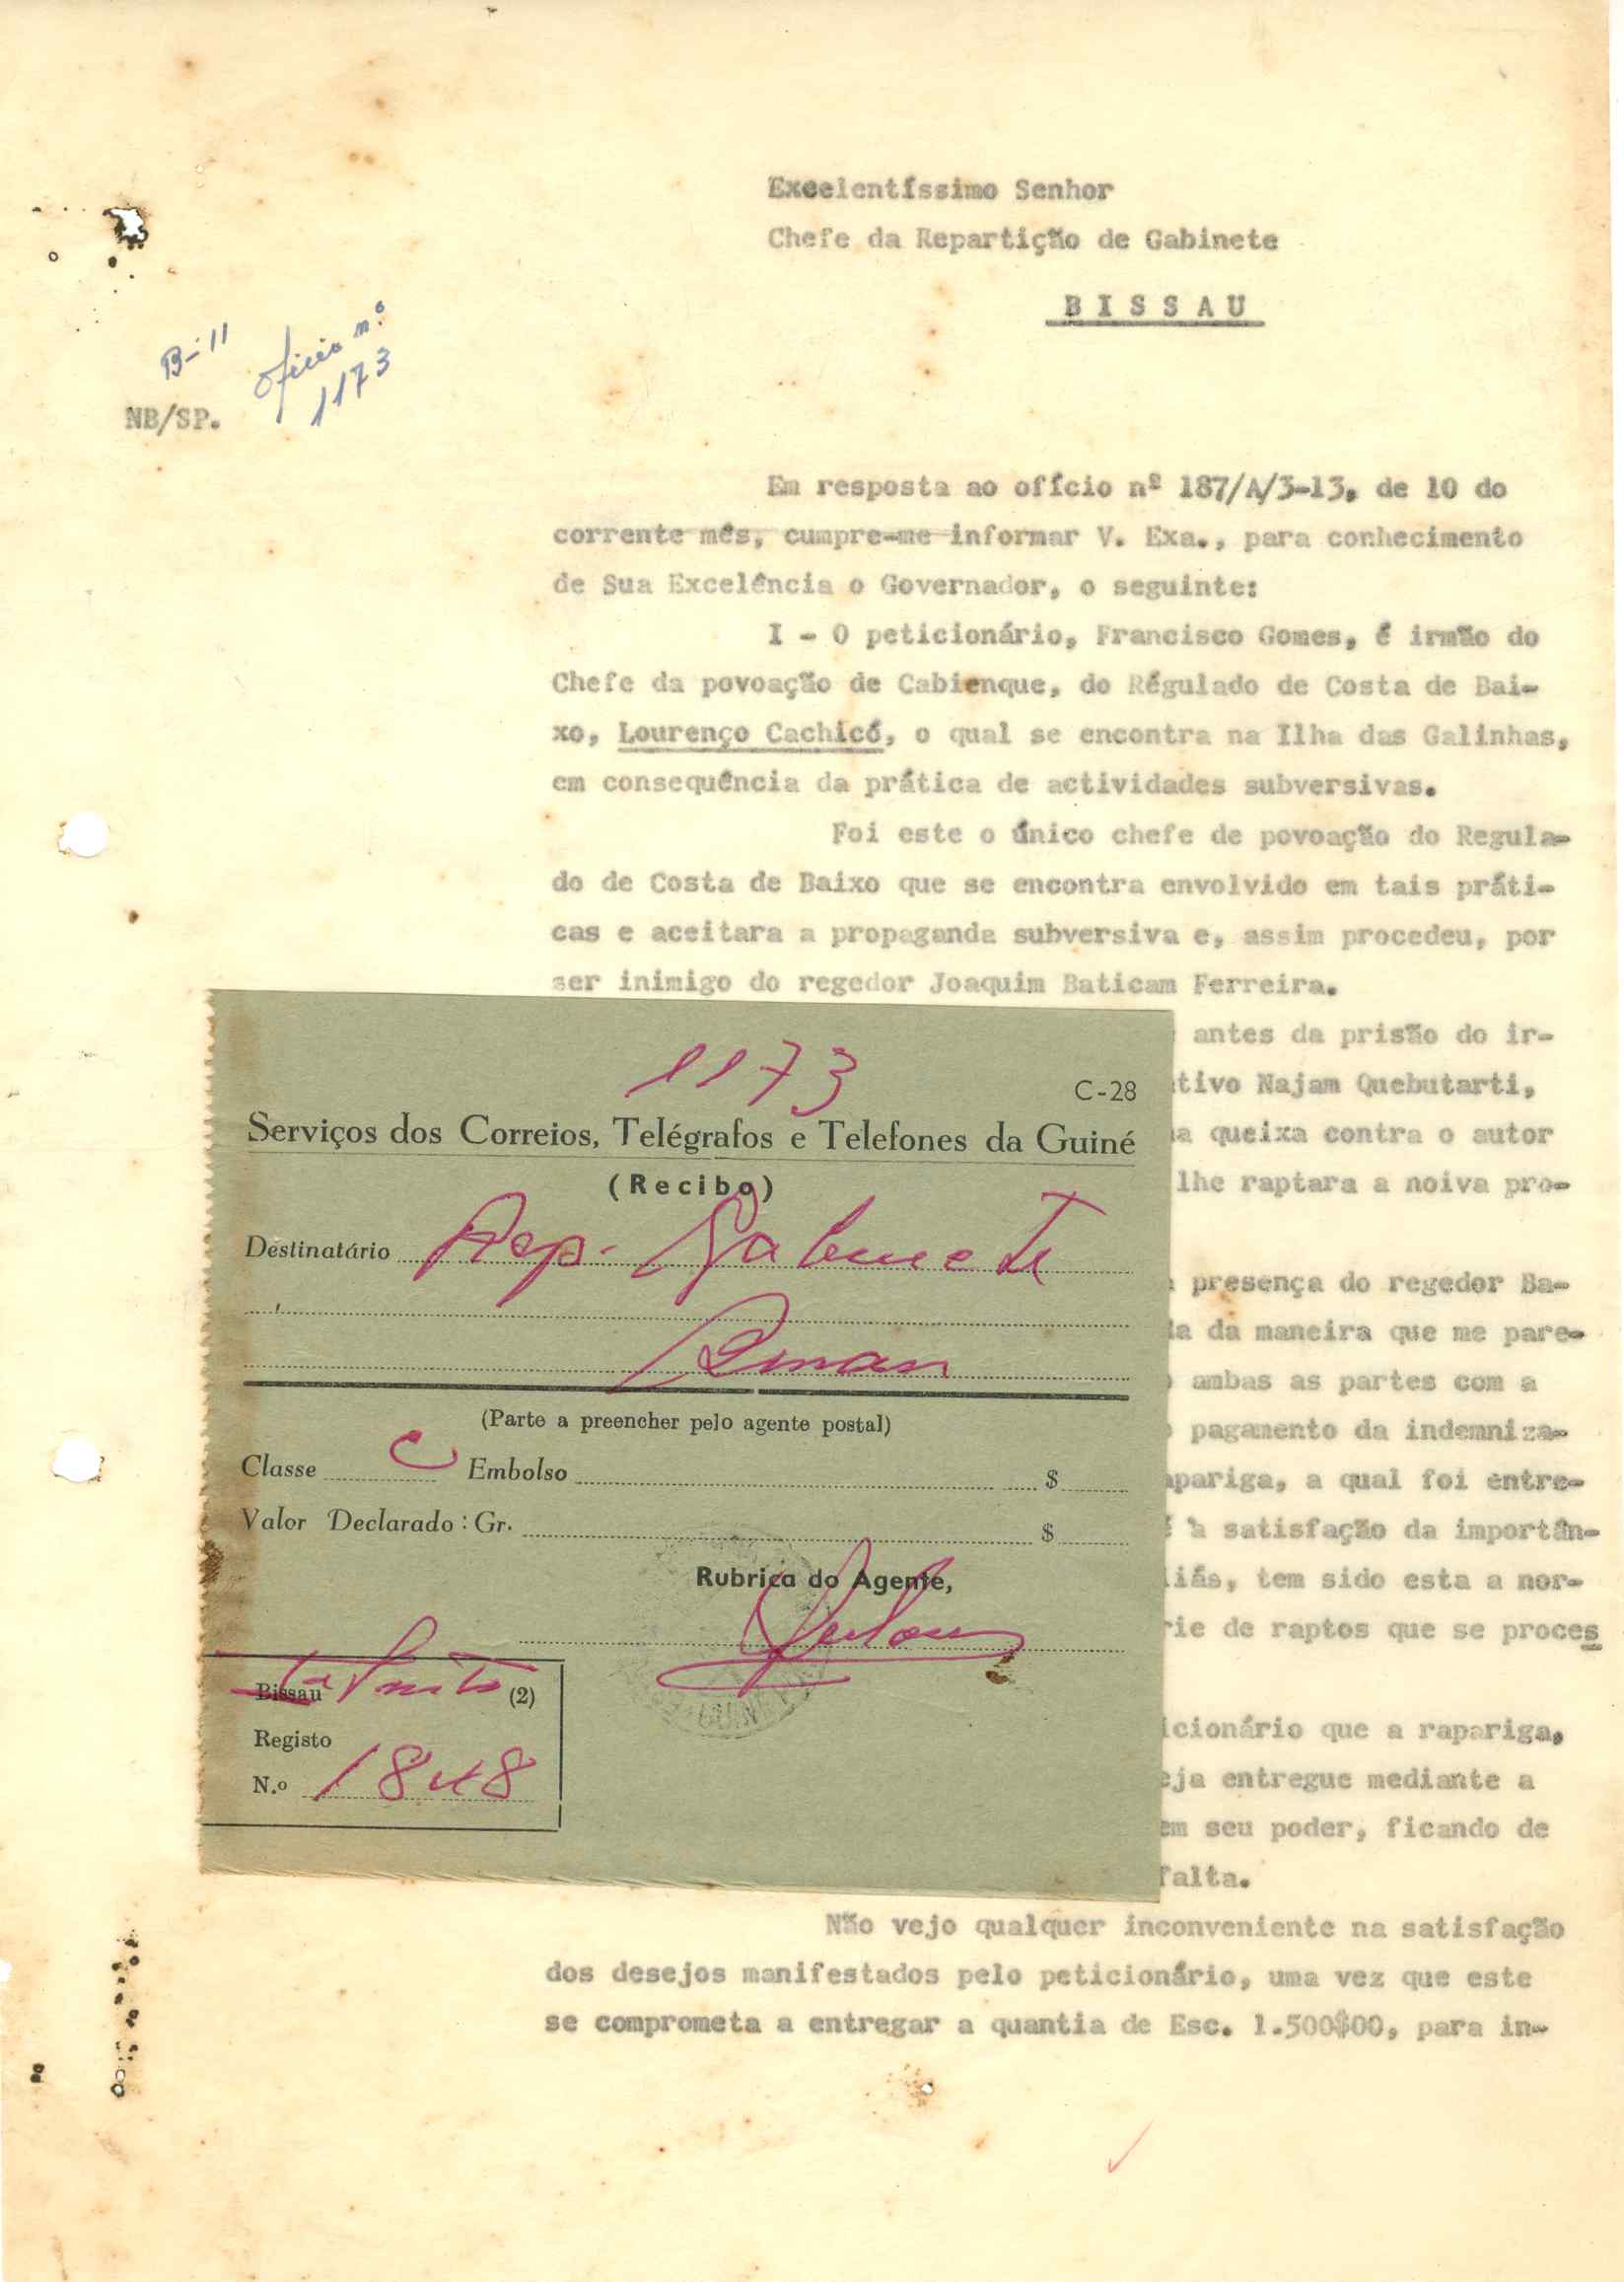 Excelentíssimo Senhor
Chefe da Repartição de Gabinete
B I S S A U
B-11
ofício n.º
1173
NB/SP.
Em resposta ao ofício nº 187/A/3-13, de 10 do
corrente mês, cumpre-me informar V. Exa., para conhecimento
de Sua Excelência o Governador, o seguinte:
I - O peticionário, Francisco Gomes, é irmão do
Chefe da povoação de Cabienque, do Régulado de Costa de Bai-
xo, Lourenço Cachicó, o qual se encontra na Ilha das Galinhas,
em consequência da prática de actividades subversivas.
Foi este o único chefe de povoação do Regula-
do de Costa de Baixo que se encontra envolvido em tais práti-
cas e aceitara a propaganda subversiva e, assim procedeu, por
ser inimigo do regedor Joaquim Baticam Ferreira.
antes da prisão do ir-
tivo Najam Quebutarti,
a queixa contra o autor
lhe raptara a noiva pro-
presença do regedor Ba-
da maneira que me pare-
ambas as partes com a
pagamento da indemniza-
apariga, a qual foi entre-
à satisfação da importân-
liás, tem sido esta a nor-
rie de raptos que se proces
icionário que a rapariga,
eja entregue mediante a
em seu poder, ficando de
falta.
Não vejo qualquer inconveniente na satisfação
dos desejos manifestados pelo peticionário, uma vez que este
se comprometa a entregar a quantia de Esc. 1.500$00, para in-
1173
C-28
Serviços dos Correios, Telégrafos e Telefones da Guiné
(Recibo)
Destinatário Rep. Gabinete
(Parte a preencher pelo agente postal)
Classe C Embolso $
Valor Declarado: Gr. $
Rubrica do Agente,
Bissau (2)
Registo
N.º 1848